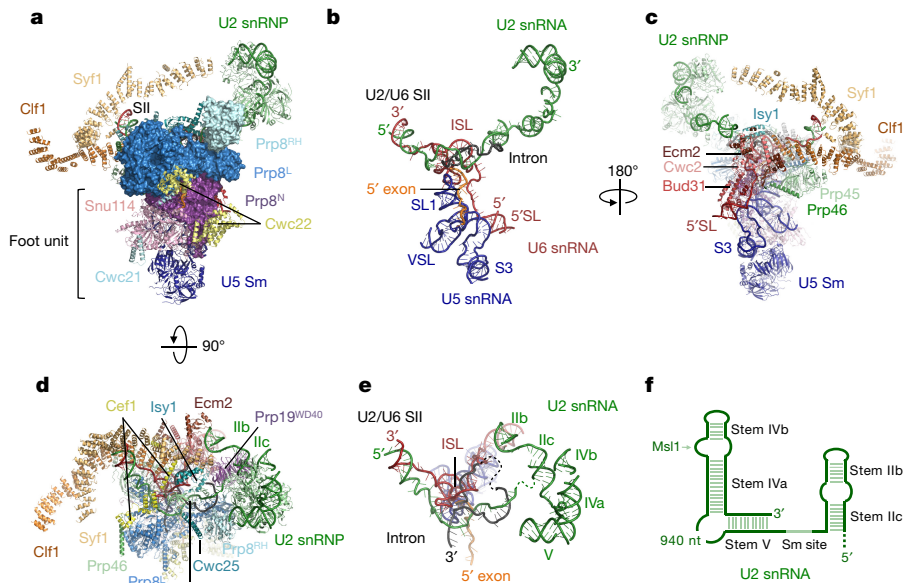 a
U2 snRNP
Syf1
Clf1
SII
Prp8RH
Prp8L
Prp8N
Snu114
Cwc22
Foot unit
Cwc21
U5 Sm
90°
b
U2 snRNA
3′
U2/U6 SII
3′
5′
ISL
Intron
5′ exon
SL1
5′
5′SL
U6 snRNA
VSL
S3
U5 snRNA
180°
c
U2 snRNP
Syf1
Isy1
Clf1
Ecm2
Cwc2
Bud31
Prp45
Prp46
5′SL
S3
U5 Sm
d
Cef1
Isy1
Ecm2
Prp19WD40
IIb
IIc
Clf1
Syf1
Prp8RH
U2 snRNP
Prp46
Cwc25
Prp8L
e
U2 snRNA
U2/U6 SII
IIb
3′
ISL
IIc
5′
IVb
IVa
Intron
V
3′
5′ exon
f
Stem IVb
Msl1
Stem IIb
Stem IVa
Stem IIc
3′
940 nt
Stem V
Sm site
5′
U2 snRNA